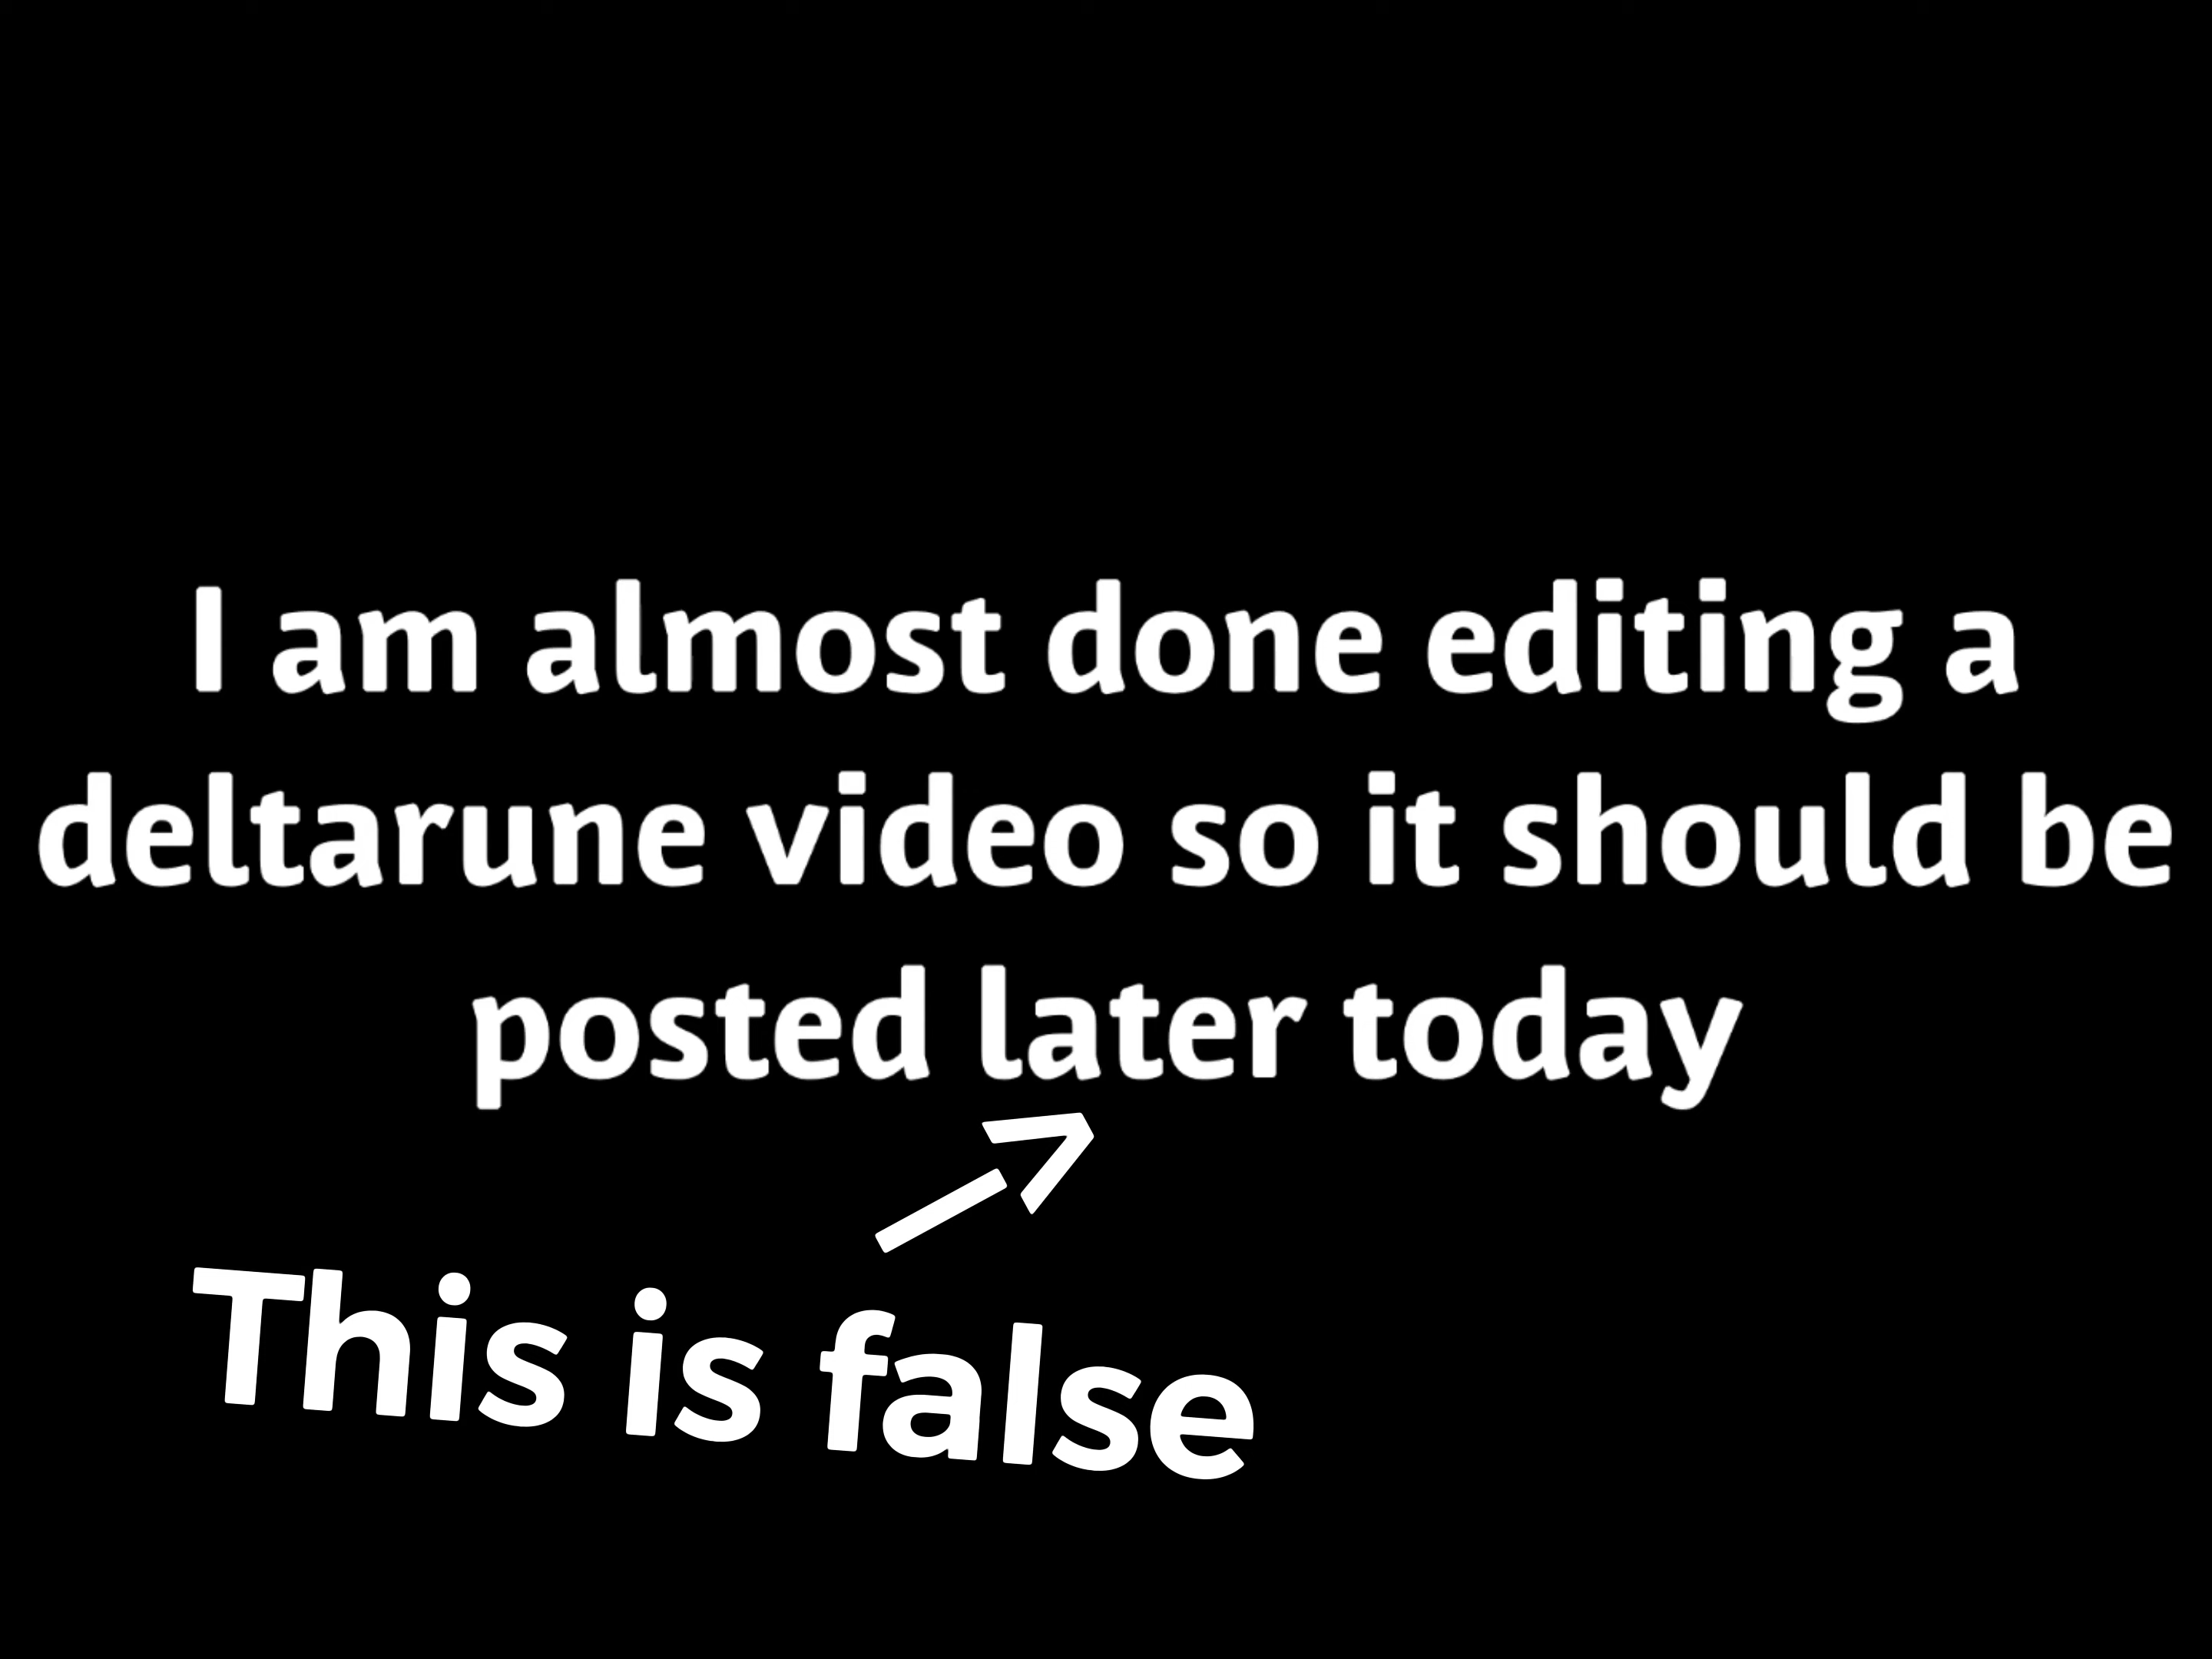 I am almost done editing a
deltarune video so it should be
posted later today
This is false